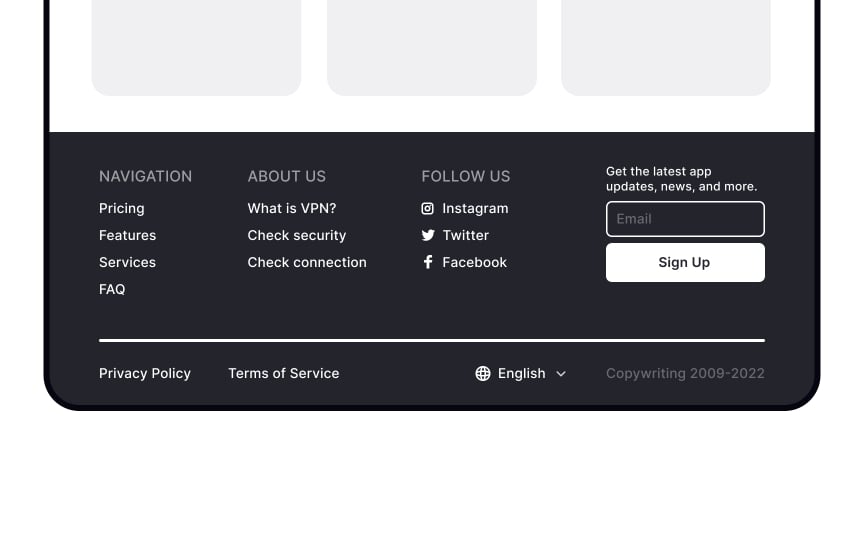 NAVIGATION
Pricing
Features
Services
FAQ
ABOUT US
What is VPN?
Check security
Check connection
FOLLOW US
Instagram
Twitter
Facebook
Get the latest app
updates, news, and more.
Email
Sign Up
Privacy Policy
Terms of Service
English
Copywriting 2009-2022